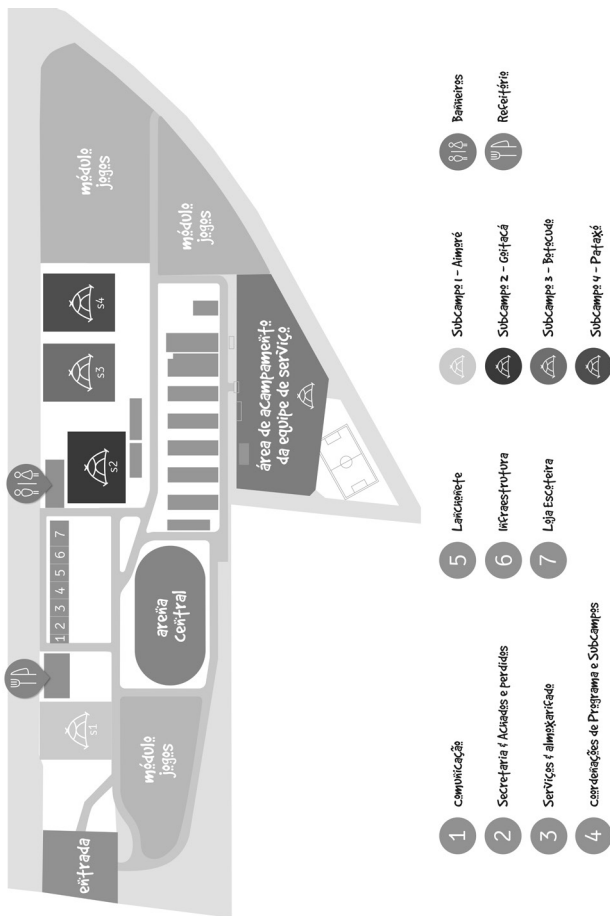 entrada
s1
módulo
jogos
1 2 3 4 5 6 7
arena
central
s2
s3
s4
módulo
jogos
módulo
jogos
área de acampamento
da equipe de serviço
1 Comunicação
2 Secretaria & Achados e perdidos
3 Serviços & almoxarifado
4 Coordenações de Programa e Subcampos
5 Lanchonete
6 Infraestrutura
7 Loja Escoteira
Subcampo 1 - Aimoré
Subcampo 2 - Goitacá
Subcampo 3 - Botocudo
Subcampo 4 - Pataxó
Banheiros
Refeitório